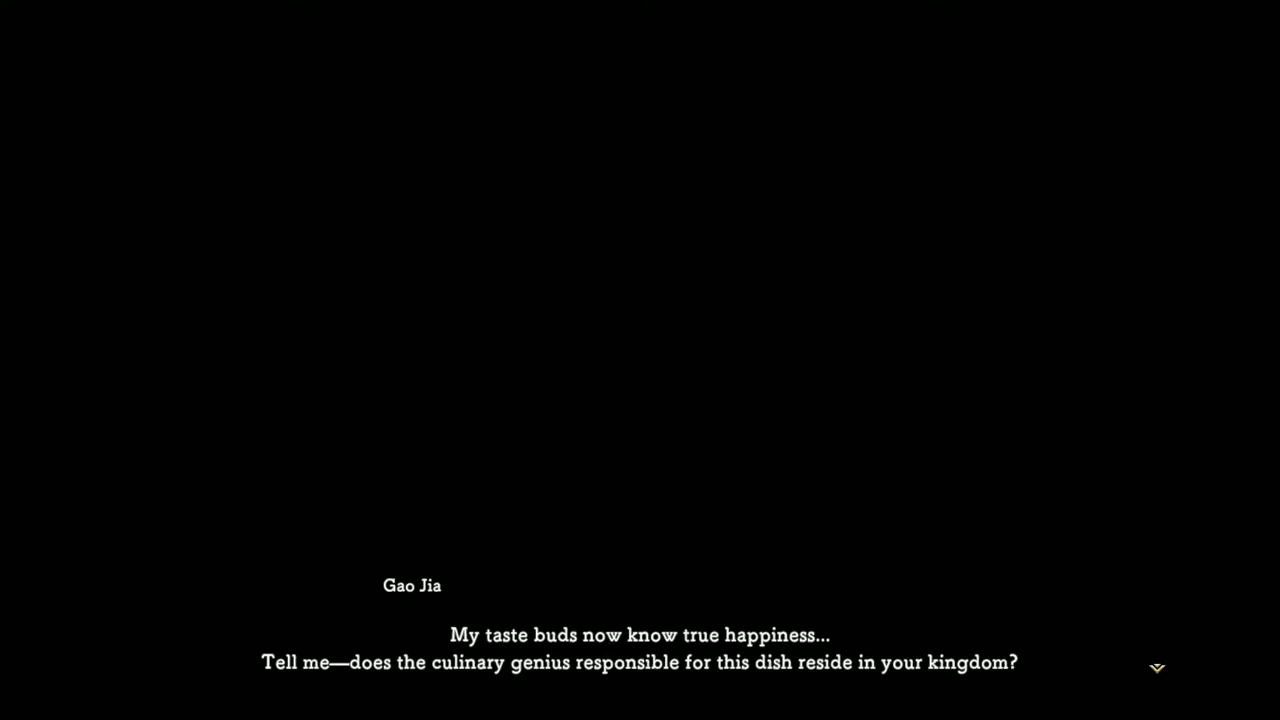 Gao Jia
My taste buds now know true happiness...
Tell me—does the culinary genius responsible for this dish reside in your kingdom?